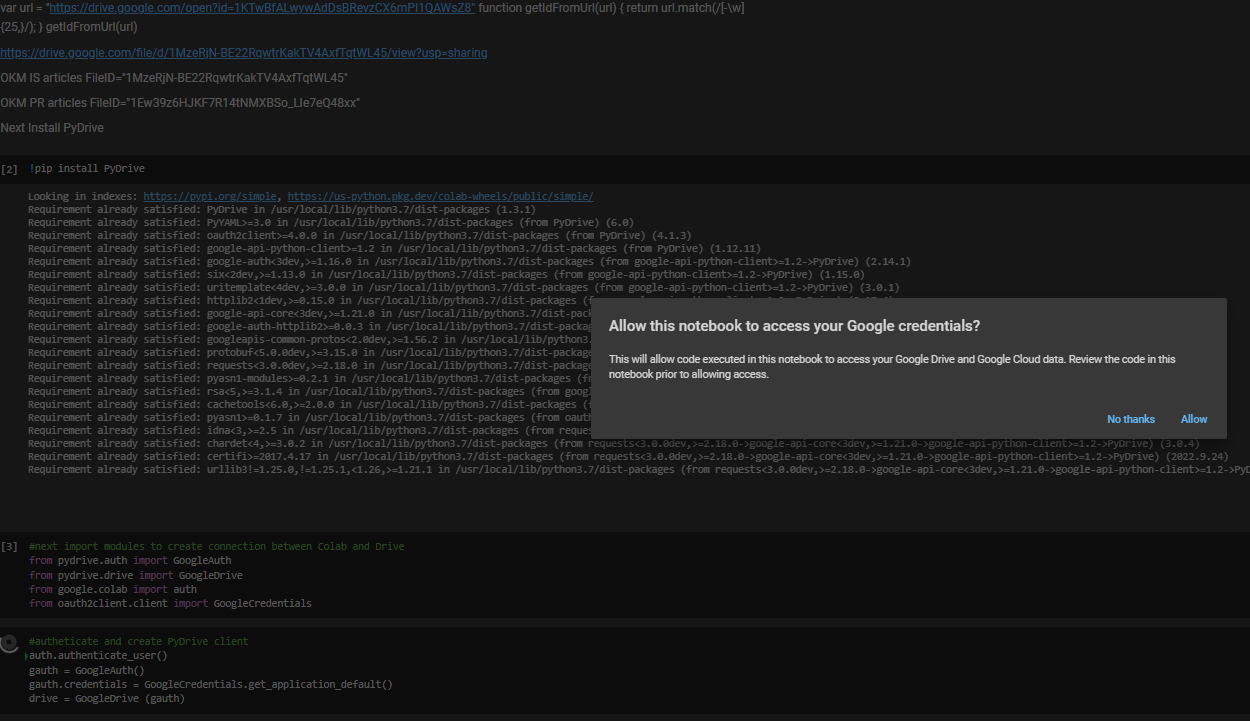 var url = "https://drive.google.com/open?id=1KTwBfALwywAdDsBRevzCX6mPI1QAWsZ8" function getIdFromUrl(url) { return url.match(/[-\w]
{25,}/); } getIdFromUrl(url)
https://drive.google.com/file/d/1MzeRjN-BE22RqwtrKakTV4AxfTqtWL45/view?usp=sharing
OKM IS articles FileID="1MzeRjN-BE22RqwtrKakTV4AxfTqtWL45"
OKM PR articles FileID="1Ew39z6HJKF7R14tNMXBSo_LIe7eQ48xx"
Next Install PyDrive
[2] !pip install PyDrive
Looking in indexes: https://pypi.org/simple, https://us-python.pkg.dev/colab-wheels/public/simple/
Requirement already satisfied: PyDrive in /usr/local/lib/python3.7/dist-packages (1.3.1)
Requirement already satisfied: PyYAML>=3.0 in /usr/local/lib/python3.7/dist-packages (from PyDrive) (6.0)
Requirement already satisfied: oauth2client>=4.0.0 in /usr/local/lib/python3.7/dist-packages (from PyDrive) (4.1.3)
Requirement already satisfied: google-api-python-client>=1.2 in /usr/local/lib/python3.7/dist-packages (from PyDrive) (1.12.11)
Requirement already satisfied: google-auth<3dev,>=1.16.0 in /usr/local/lib/python3.7/dist-packages (from google-api-python-client>=1.2->PyDrive) (2.14.1)
Requirement already satisfied: six<2dev,>=1.13.0 in /usr/local/lib/python3.7/dist-packages (from google-api-python-client>=1.2->PyDrive) (1.15.0)
Requirement already satisfied: uritemplate<4dev,>=3.0.0 in /usr/local/lib/python3.7/dist-packages (from google-api-python-client>=1.2->PyDrive) (3.0.1)
Requirement already satisfied: httplib2<1dev,>=0.15.0 in /usr/local/lib/python3.7/dist-packages
Requirement already satisfied: google-api-core<3dev,>=1.21.0 in /usr/local/lib/python3.7/dist-packages
Requirement already satisfied: google-auth-httplib2>=0.0.3 in /usr/local/lib/python3.7/dist-packages
Requirement already satisfied: googleapis-common-protos<2.0dev,>=1.56.2 in /usr/local/lib/python3.7/
Requirement already satisfied: protobuf<5.0.0dev,>=3.15.0 in /usr/local/lib/python3.7/dist-package
Requirement already satisfied: requests<3.0.0dev,>=2.18.0 in /usr/local/lib/python3.7/dist-package
Requirement already satisfied: pyasn1-modules>=0.2.1 in /usr/local/lib/python3.7/dist-packages (fr
Requirement already satisfied: rsa<5,>=3.1.4 in /usr/local/lib/python3.7/dist-packages (from goog
Requirement already satisfied: cachetools<6.0,>=2.0.0 in /usr/local/lib/python3.7/dist-packages (
Requirement already satisfied: pyasn1>=0.1.7 in /usr/local/lib/python3.7/dist-packages (from oaut
Requirement already satisfied: idna<3,>=2.5 in /usr/local/lib/python3.7/dist-packages (from reque
Requirement already satisfied: chardet<4,>=3.0.2 in /usr/local/lib/python3.7/dist-packages (from requests<3.0.0dev,>=2.18.0->google-api-core<3dev,>=1.21.0->google-api-python-client>=1.2->PyDrive) (3.0.4)
Requirement already satisfied: certifi>=2017.4.17 in /usr/local/lib/python3.7/dist-packages (from requests<3.0.0dev,>=2.18.0->google-api-core<3dev,>=1.21.0->google-api-python-client>=1.2->PyDrive) (2022.9.24)
Requirement already satisfied: urllib3!=1.25.0,!=1.25.1,<1.26,>=1.21.1 in /usr/local/lib/python3.7/dist-packages (from requests<3.0.0dev,>=2.18.0->google-api-core<3dev,>=1.21.0->google-api-python-client>=1.2->PyD
Allow this notebook to access your Google credentials?
This will allow code executed in this notebook to access your Google Drive and Google Cloud data. Review the code in this
notebook prior to allowing access.
No thanks Allow
[3] #next import modules to create connection between Colab and Drive
from pydrive.auth import GoogleAuth
from pydrive.drive import GoogleDrive
from google.colab import auth
from oauth2client.client import GoogleCredentials
#autheticate and create PyDrive client
auth.authenticate_user()
gauth = GoogleAuth()
gauth.credentials = GoogleCredentials.get_application_default()
drive = GoogleDrive (gauth)